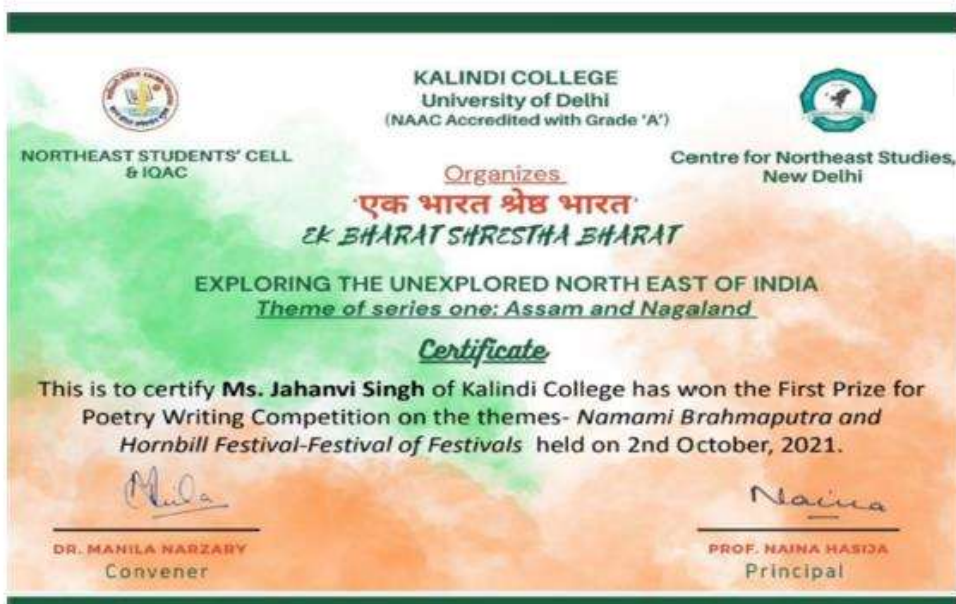 KALINDI COLLEGE
University of Delhi
(NAAC Accredited with Grade 'A')
NORTHEAST STUDENTS' CELL
& IQAC
Centre for Northeast Studies,
New Delhi
Organizes
'एक भारत श्रेष्ठ भारत'
EK BHARAT SHRESTHA BHARAT
EXPLORING THE UNEXPLORED NORTH EAST OF INDIA
Theme of series one: Assam and Nagaland
Certificate
This is to certify Ms. Jahanvi Singh of Kalindi College has won the First Prize for
Poetry Writing Competition on the themes- Namami Brahmaputra and
Hornbill Festival-Festival of Festivals held on 2nd October, 2021.
Naina
DR. MANILA NARZARY
Convener
PROF. NAINA HASIJA
Principal